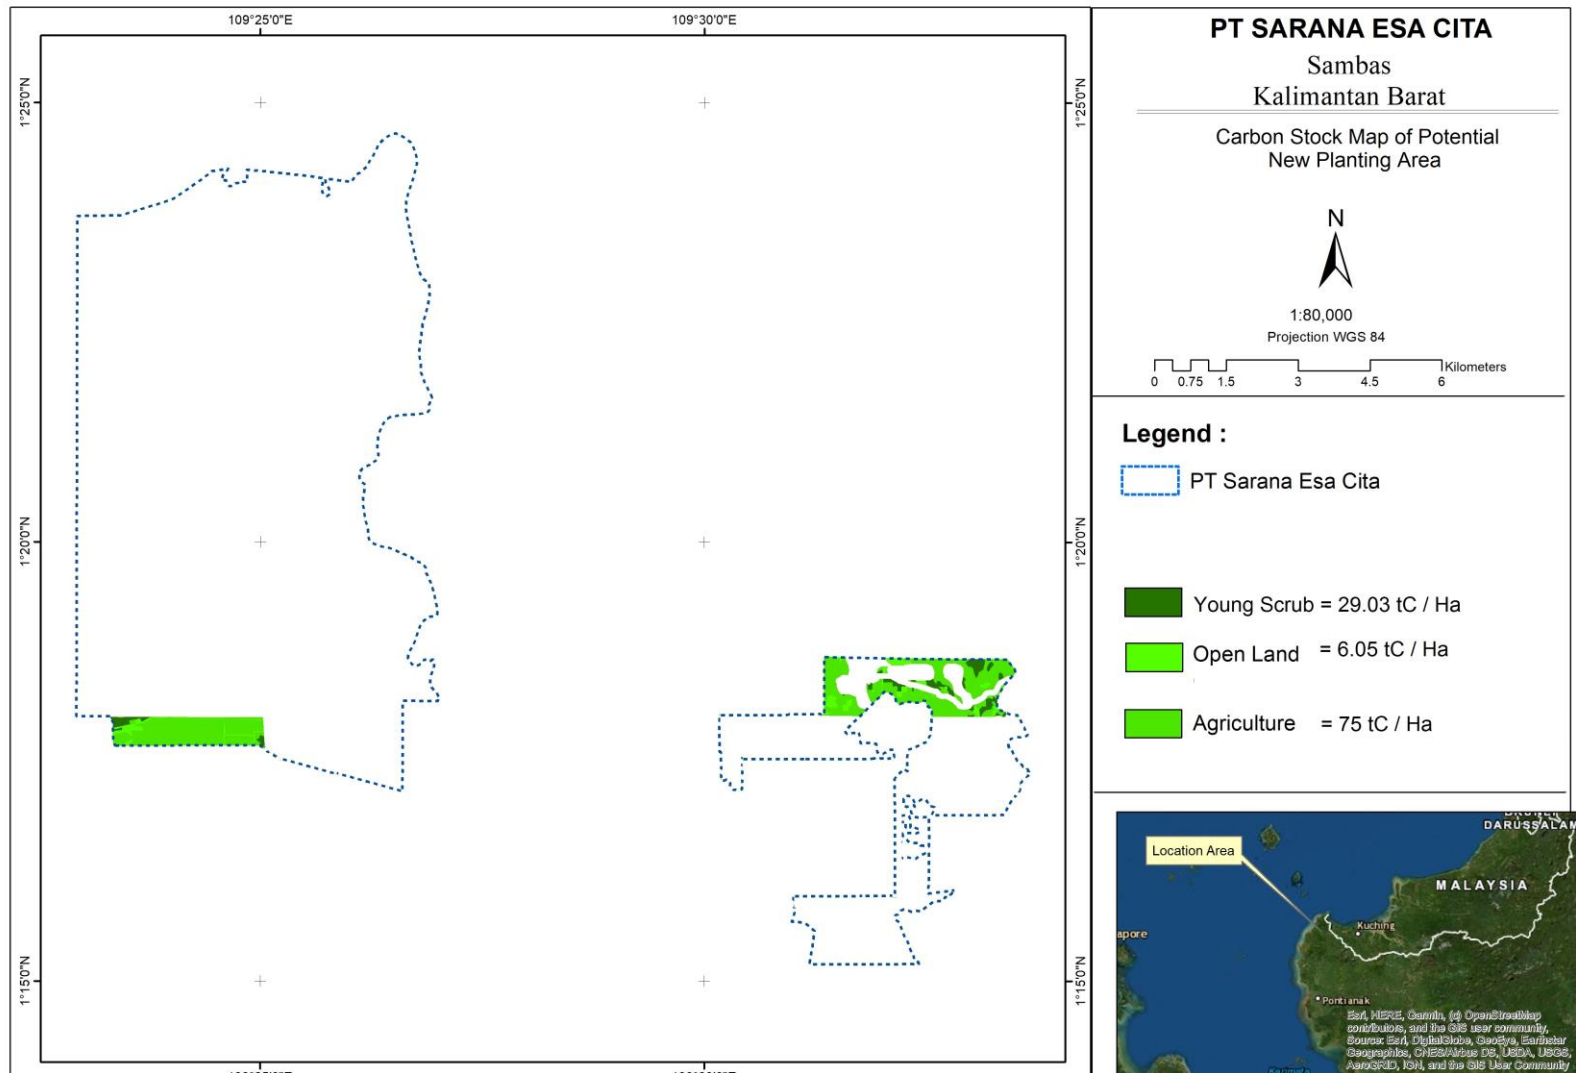 109°25'0"E
109°30'0"E
1°25'0"N
1°25'0"N
1°20'0"N
1°20'0"N
1°15'0"N
1°15'0"N
PT SARANA ESA CITA
Sambas
Kalimantan Barat
Carbon Stock Map of Potential
New Planting Area
N
1:80,000
Projection WGS 84
Kilometers
0 0.75 1.5 3 4.5 6
Legend :
PT Sarana Esa Cita
Young Scrub = 29.03 tC / Ha
Open Land = 6.05 tC / Ha
Agriculture = 75 tC / Ha
DARUSSALAM
Location Area
MALAYSIA
Kuching
apore
Pontianak
Esri, HERE, Garmin, (c) OpenStreetMap
contributors, and the GIS user community,
Source: Esri, DigitalGlobe, GeoEye, Earthstar
Geographics, CNES/Airbus DS, USDA, USGS,
AeroGRID, IGN, and the GIS User Community